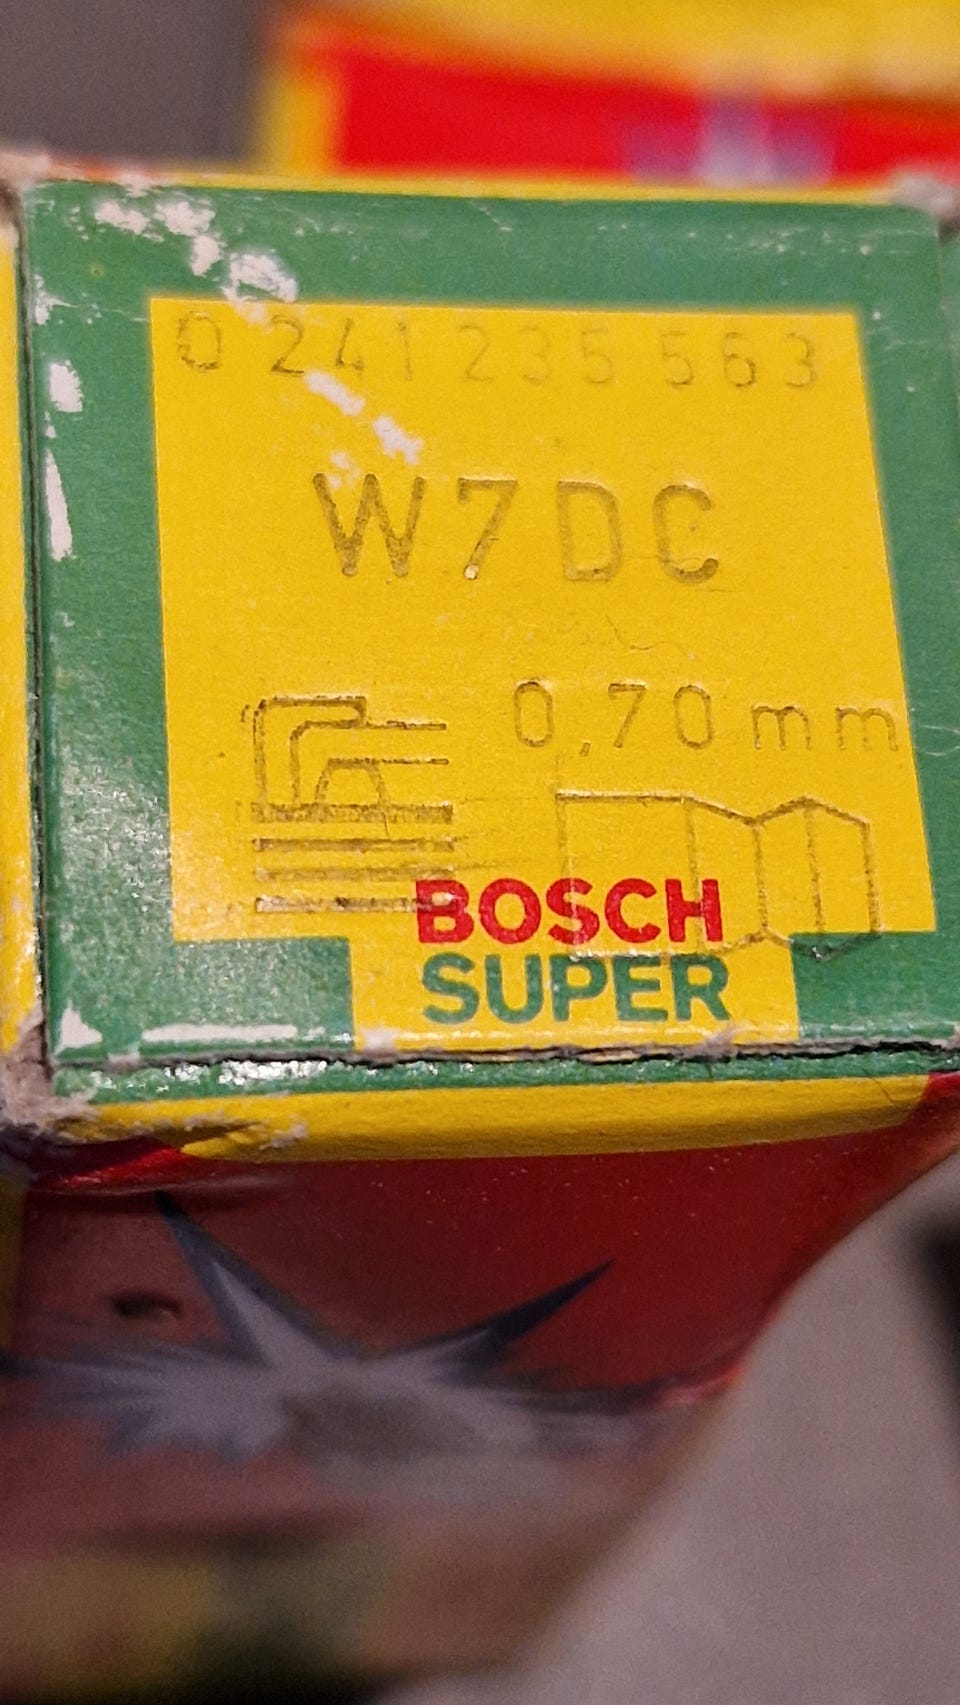 0 241 235 563
W7DC
0,70 mm
BOSCH
SUPER